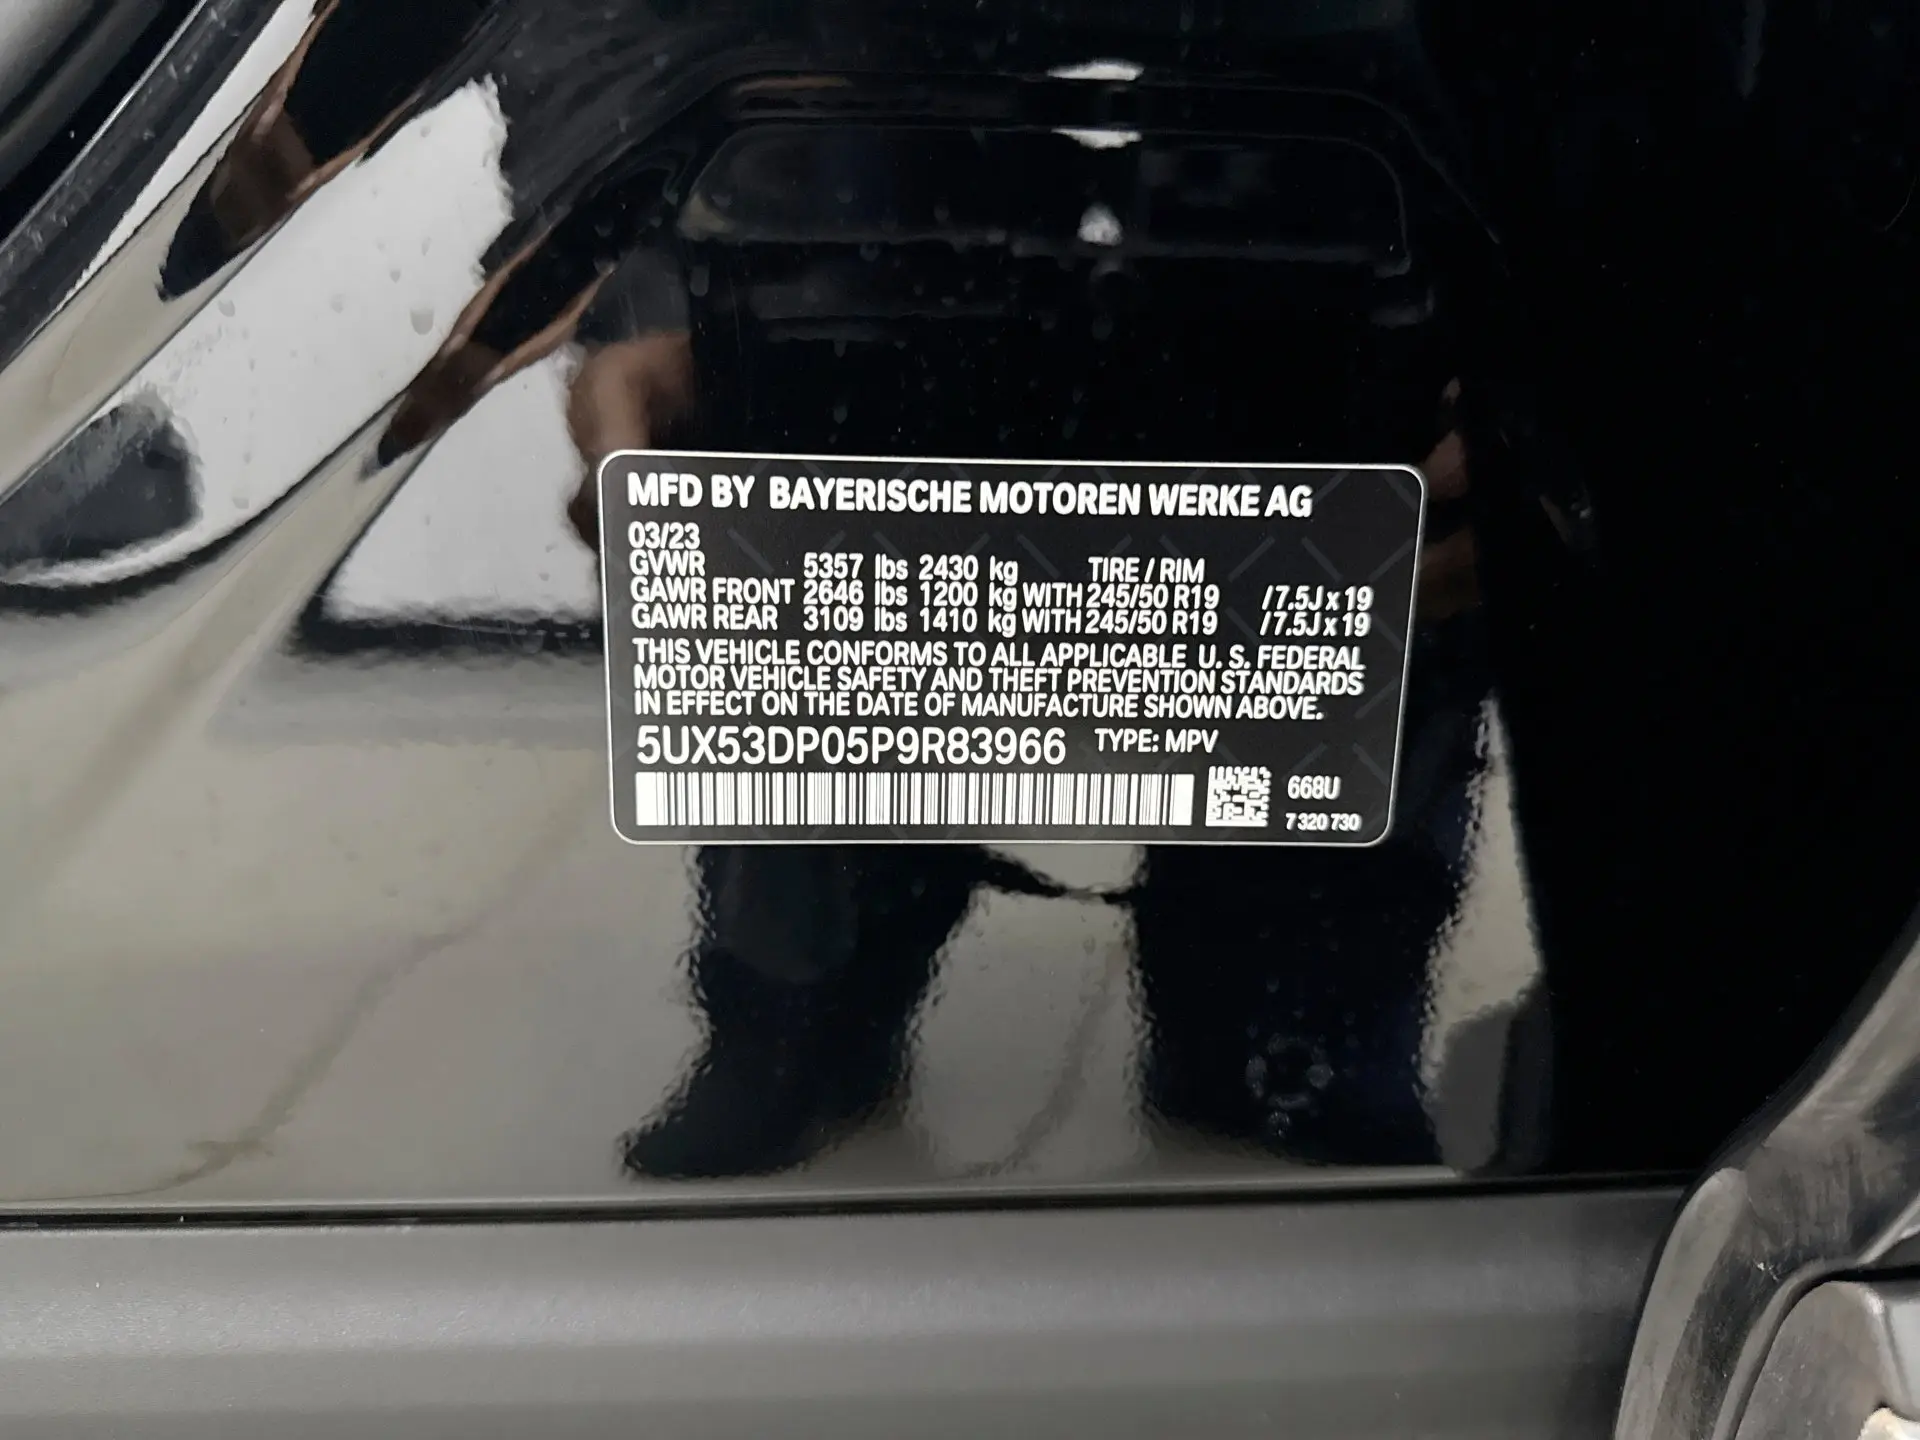 MFD BY BAYERISCHE MOTOREN WERKE AG
03/23
GVWR 5357 lbs 2430 kg TIRE / RIM
GAWR FRONT 2646 lbs 1200 kg WITH 245/50 R19 /7.5J x 19
GAWR REAR 3109 lbs 1410 kg WITH 245/50 R19 /7.5J x 19
THIS VEHICLE CONFORMS TO ALL APPLICABLE U. S. FEDERAL
MOTOR VEHICLE SAFETY AND THEFT PREVENTION STANDARDS
IN EFFECT ON THE DATE OF MANUFACTURE SHOWN ABOVE.
5UX53DP05P9R83966 TYPE: MPV
668U
7 320 730